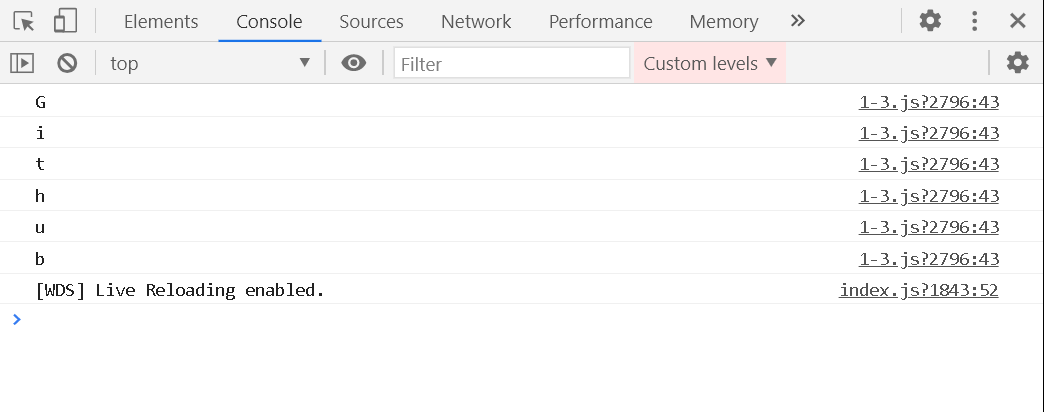 Elements Console Sources Network Performance Memory
top Filter Custom levels
G 1-3.js?2796:43
i 1-3.js?2796:43
t 1-3.js?2796:43
h 1-3.js?2796:43
u 1-3.js?2796:43
b 1-3.js?2796:43
[WDS] Live Reloading enabled. index.js?1843:52